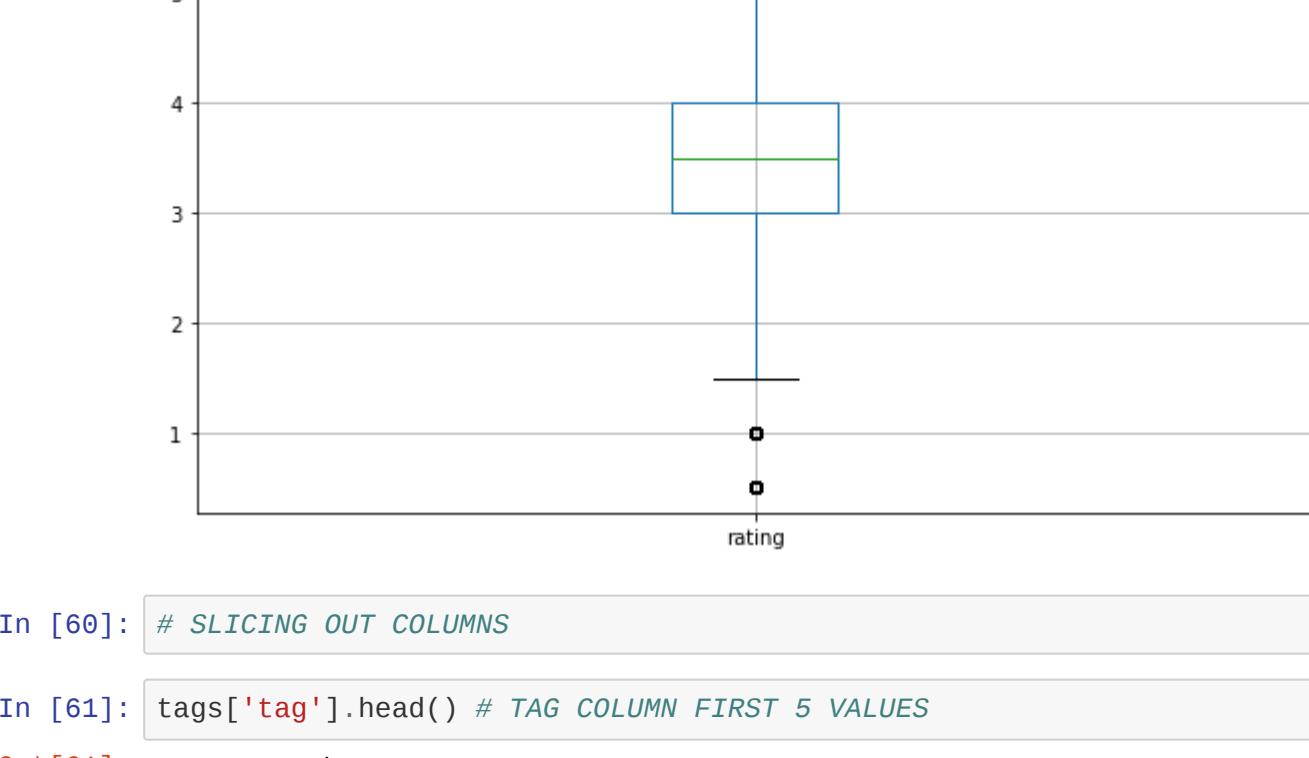 4
3
2
1
rating
In [60]: # SLICING OUT COLUMNS
In [61]: tags['tag'].head() # TAG COLUMN FIRST 5 VALUES